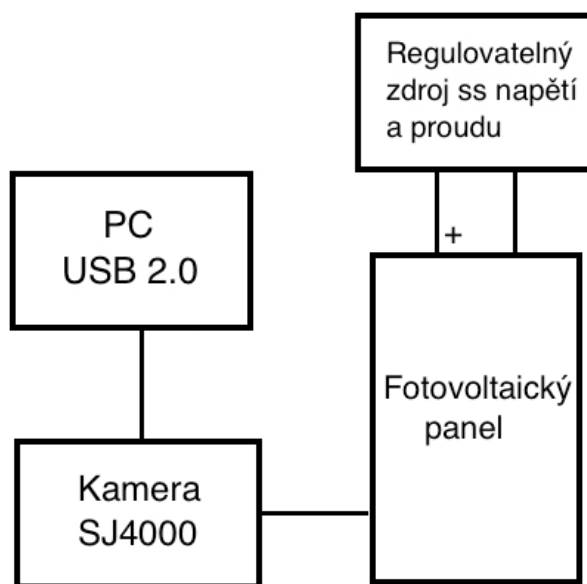 Regulovatelný
zdroj ss napětí
a proudu
PC
USB 2.0
+
Fotovoltaický
panel
Kamera
SJ4000